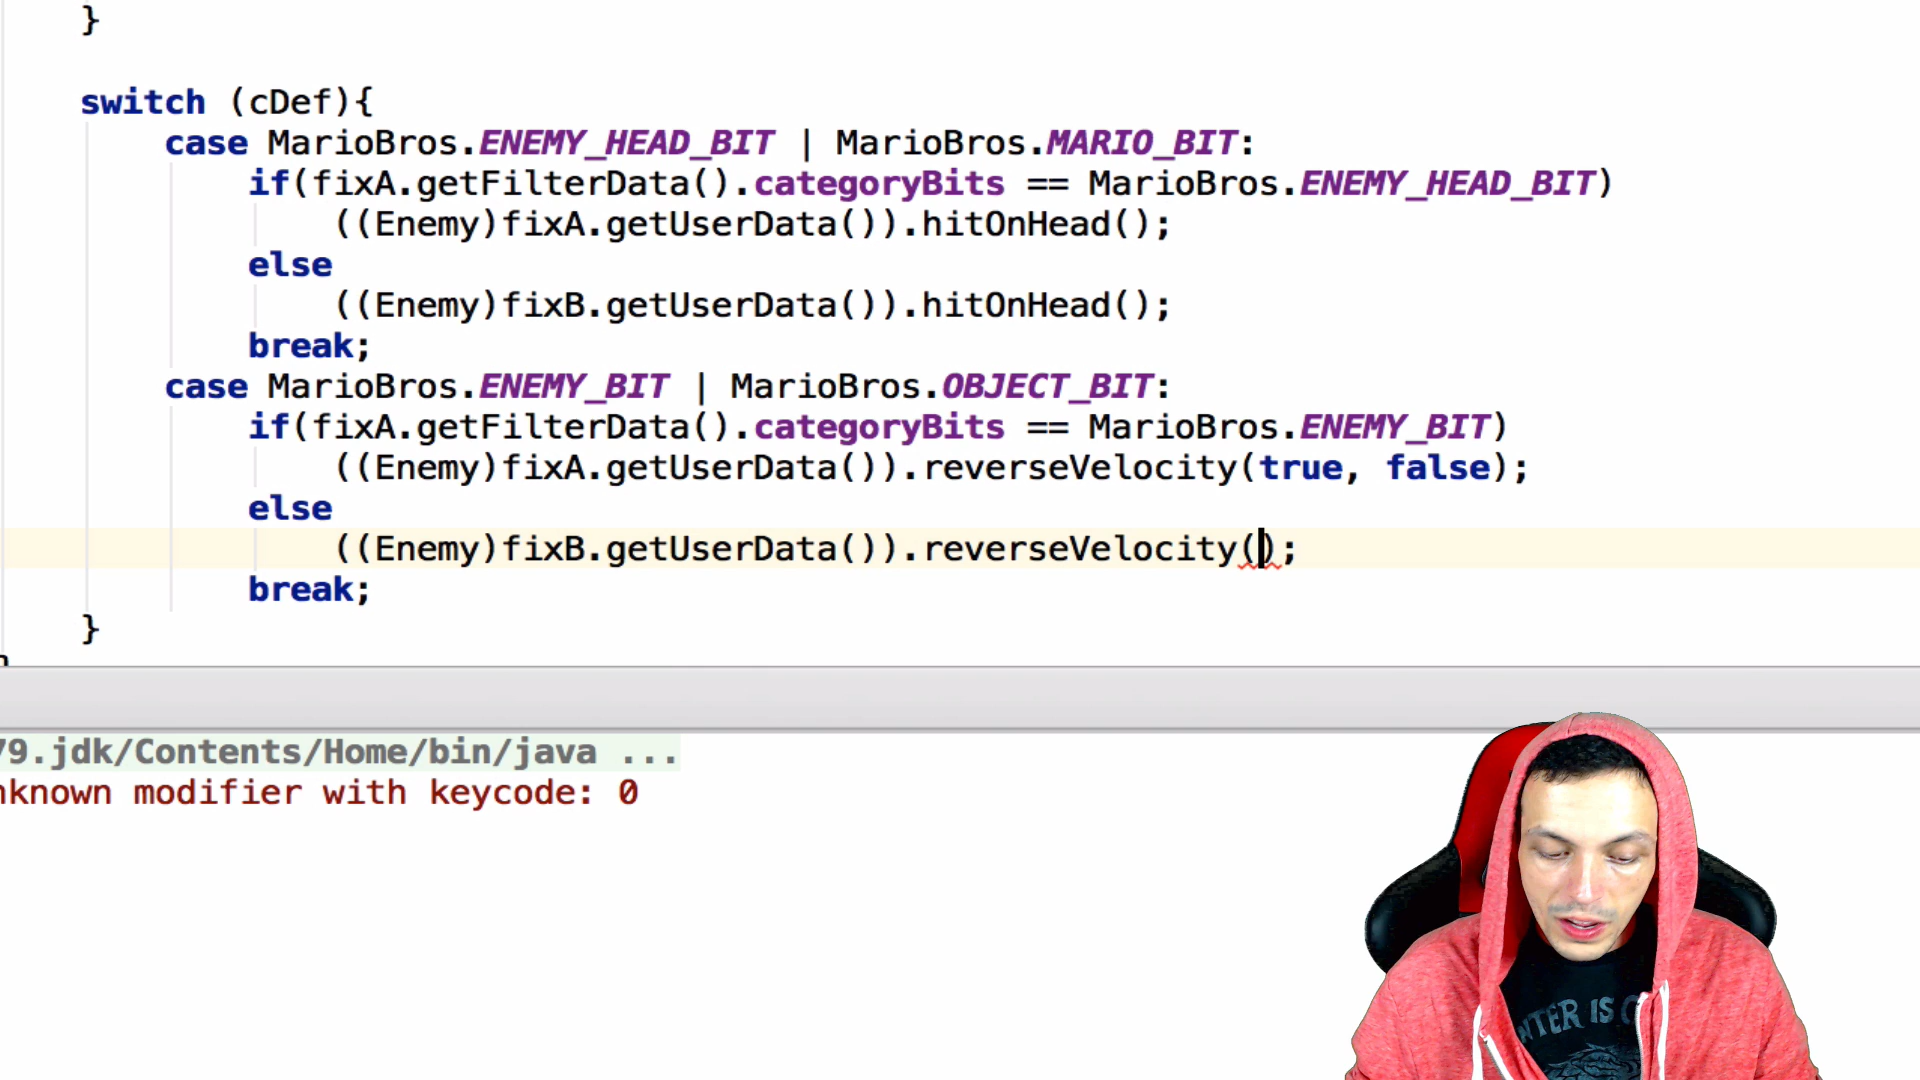 }
switch (cDef){
case MarioBros.ENEMY_HEAD_BIT | MarioBros.MARIO_BIT:
if(fixA.getFilterData().categoryBits == MarioBros.ENEMY_HEAD_BIT)
((Enemy)fixA.getUserData()).hitOnHead();
else
((Enemy)fixB.getUserData()).hitOnHead();
break;
case MarioBros.ENEMY_BIT | MarioBros.OBJECT_BIT:
if(fixA.getFilterData().categoryBits == MarioBros.ENEMY_BIT)
((Enemy)fixA.getUserData()).reverseVelocity(true, false);
else
((Enemy)fixB.getUserData()).reverseVelocity();
break;
}
79.jdk/Contents/Home/bin/java ...
nknown modifier with keycode: 0
NTER IS C